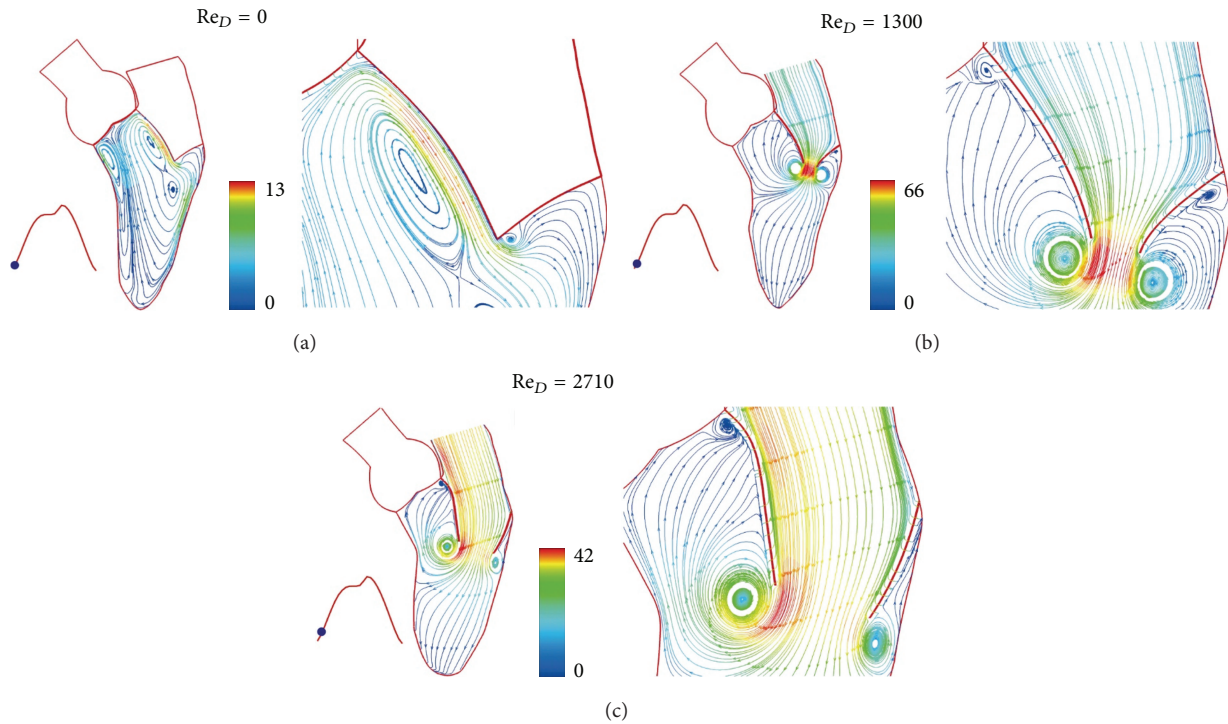 Re_D = 0
Re_D = 1300
13
0
66
0
(a)
(b)
Re_D = 2710
42
0
(c)